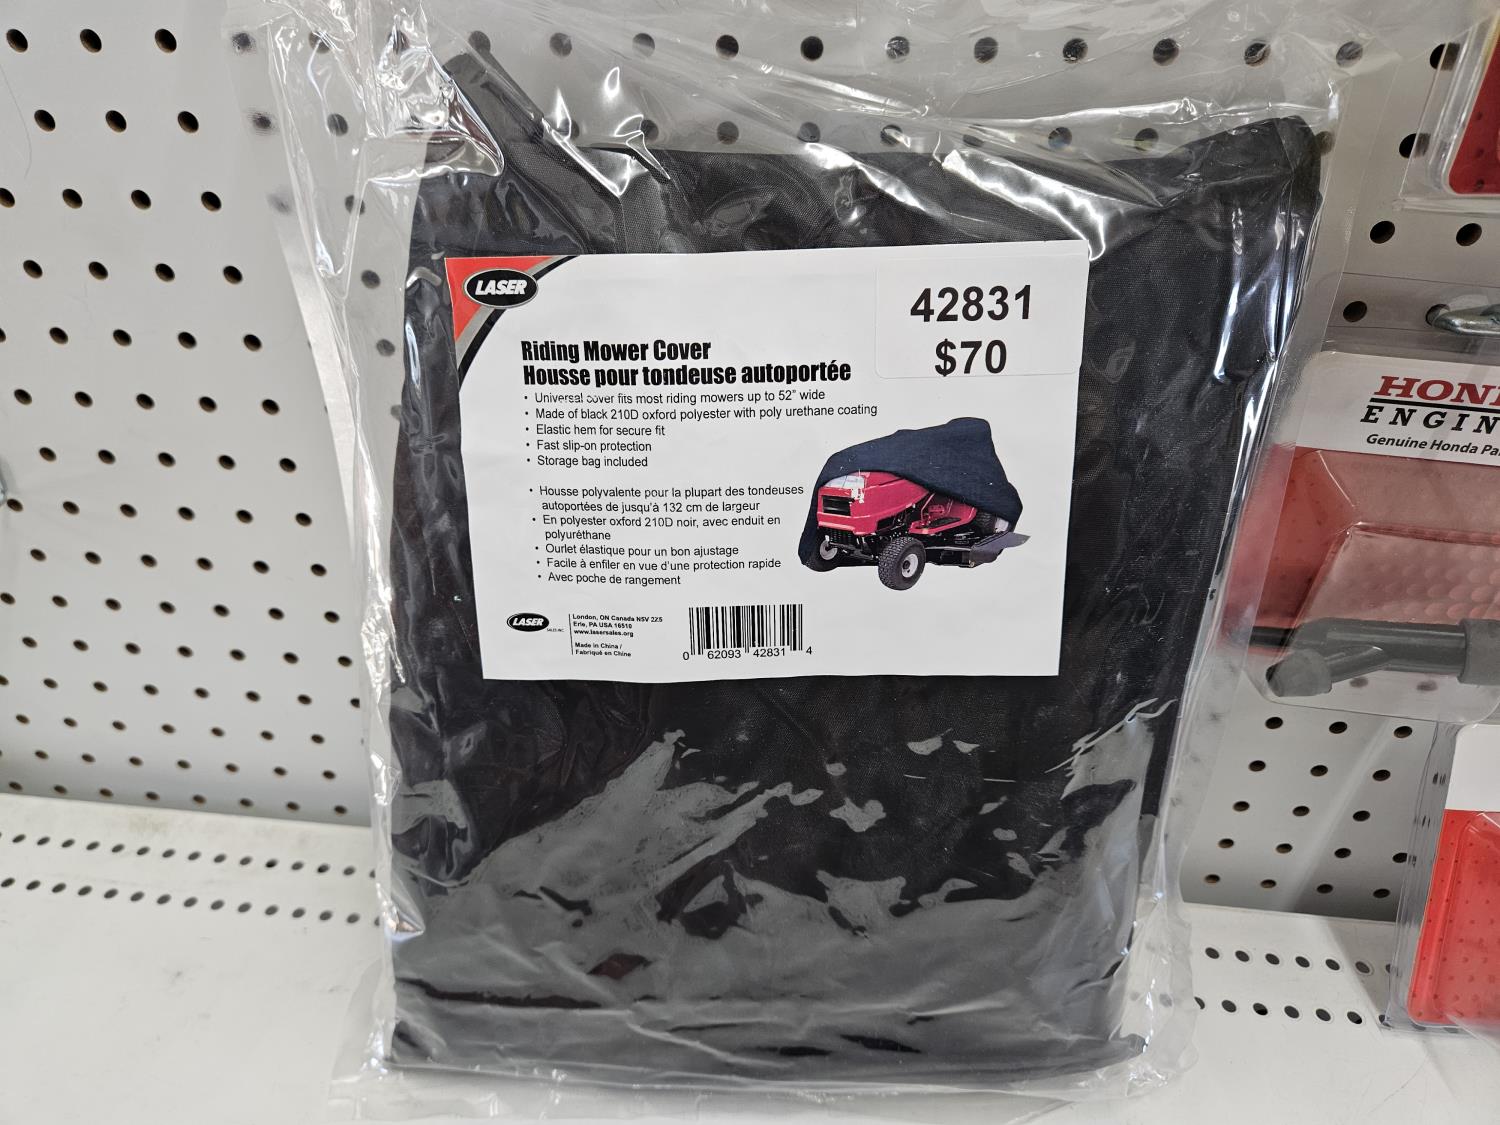 LASER
42831
$70
Riding Mower Cover
Housse pour tondeuse autoportée
• Universal cover fits most riding mowers up to 52" wide
• Made of black 210D oxford polyester with poly urethane coating
• Elastic hem for secure fit
• Fast slip-on protection
• Storage bag included
• Housse polyvalente pour la plupart des tondeuses
autoportées de jusqu'à 132 cm de largeur
• En polyester oxford 210D noir, avec enduit en
polyuréthane
• Ourlet élastique pour un bon ajustage
• Facile à enfiler en vue d'une protection rapide
• Avec poche de rangement
LASER
SALES INC.
London, ON Canada N5V 2Z5
Erie, PA USA 16510
www.lasersales.org
Made in China /
Fabriqué en Chine
0 62093 42831 4
HON
ENGIN
Genuine Honda Pa